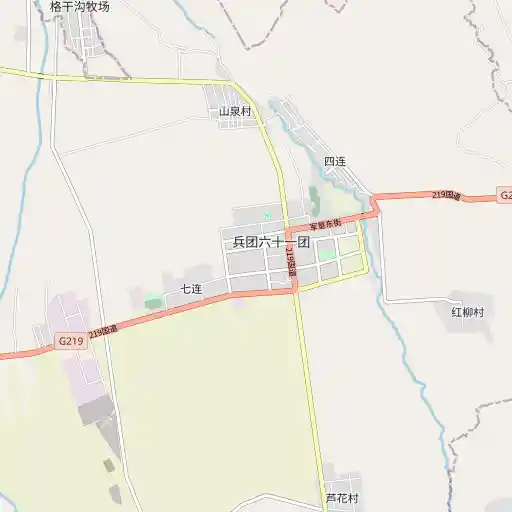 格干沟牧场
山泉村
四连
219国道
G2
军垦东街
兵团六十一团
219国道
七连
红柳村
219国道
G219
芦花村